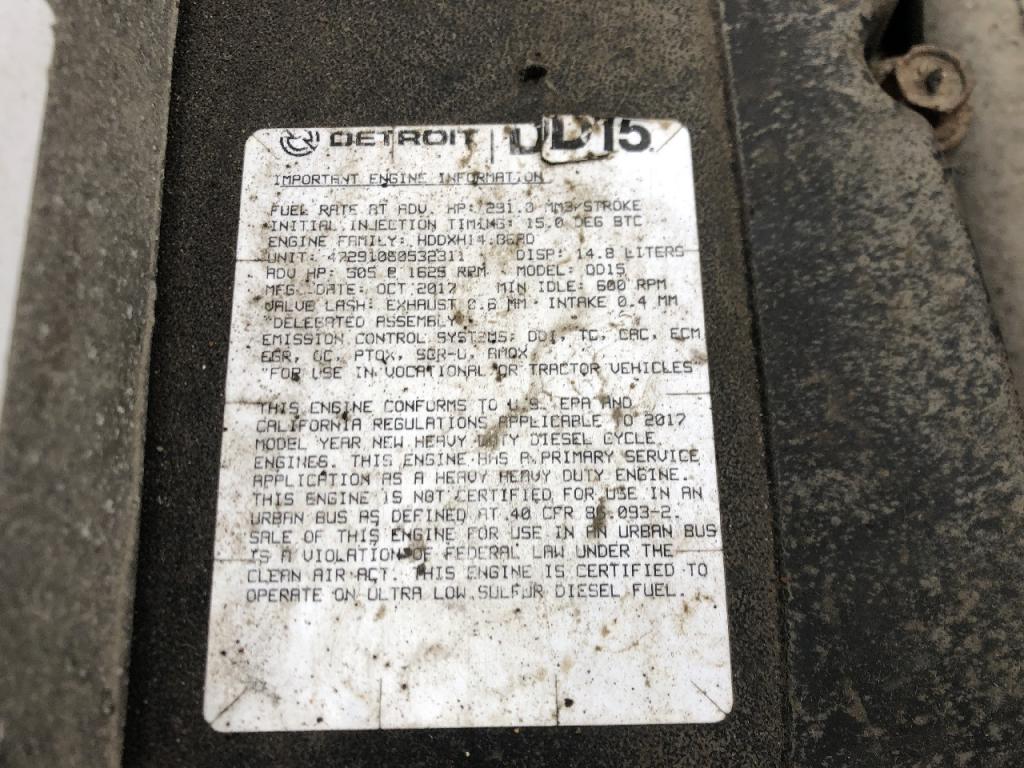 DETROIT DD15
IMPORTANT ENGINE INFORMATION
FUEL RATE AT ADV. HP: 291.0 MM3/STROKE
INITIAL INJECTION TIMING: 15.0 DEG BTC
ENGINE FAMILY:
UNIT: DISP: 14.8 LITERS
ADV HP: 505 @ 1625 RPM MODEL: DD15
MFG. DATE: OCT 2017 MIN IDLE: 600 RPM
VALUE LASH: EXHAUST 0.6 MM INTAKE 0.4 MM
DELEGATED ASSEMBLY
EMISSION CONTROL SYSTEMS: DDI, TC, CAC, ECM
EGR, OC, PTOX, SCR-U, AMOX
"FOR USE IN VOCATIONAL OR TRACTOR VEHICLES"
THIS ENGINE CONFORMS TO U.S. EPA AND
CALIFORNIA REGULATIONS APPLICABLE TO 2017
MODEL YEAR NEW HEAVY DUTY DIESEL CYCLE
ENGINES. THIS ENGINE HAS A PRIMARY SERVICE
APPLICATION AS A HEAVY HEAVY DUTY ENGINE.
THIS ENGINE IS NOT CERTIFIED FOR USE IN AN
URBAN BUS AS DEFINED AT 40 CFR 86.093-2.
SALE OF THIS ENGINE FOR USE IN AN URBAN BUS
IS A VIOLATION OF FEDERAL LAW UNDER THE
CLEAN AIR ACT. THIS ENGINE IS CERTIFIED TO
OPERATE ON ULTRA LOW SULFUR DIESEL FUEL.